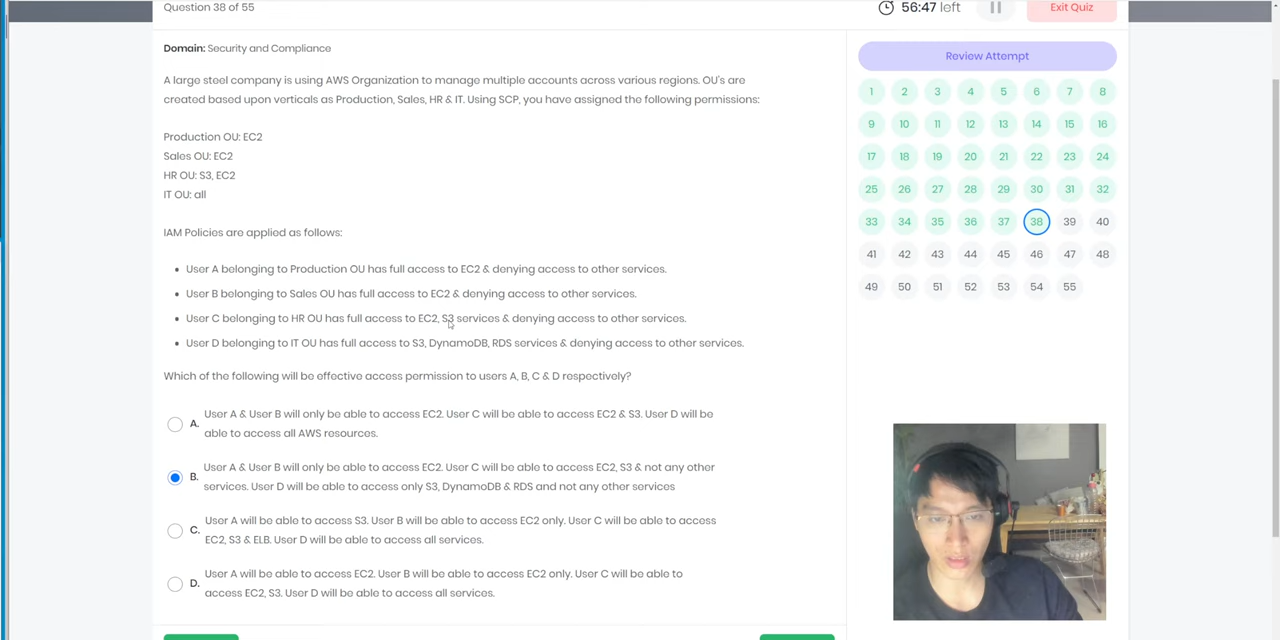 Question 38 of 55
56:47 left
Exit Quiz
Domain: Security and Compliance
A large steel company is using AWS Organization to manage multiple accounts across various regions. OU's are
created based upon verticals as Production, Sales, HR & IT. Using SCP, you have assigned the following permissions:
Production OU: EC2
Sales OU: EC2
HR OU: S3, EC2
IT OU: all
IAM Policies are applied as follows:
User A belonging to Production OU has full access to EC2 & denying access to other services.
User B belonging to Sales OU has full access to EC2 & denying access to other services.
User C belonging to HR OU has full access to EC2, S3 services & denying access to other services.
User D belonging to IT OU has full access to S3, DynamoDB, RDS services & denying access to other services.
Which of the following will be effective access permission to users A, B, C & D respectively?
A. User A & User B will only be able to access EC2. User C will be able to access EC2 & S3. User D will be
able to access all AWS resources.
B. User A & User B will only be able to access EC2. User C will be able to access EC2, S3 & not any other
services. User D will be able to access only S3, DynamoDB & RDS and not any other services
C. User A will be able to access S3. User B will be able to access EC2 only. User C will be able to access
EC2, S3 & ELB. User D will be able to access all services.
D. User A will be able to access EC2. User B will be able to access EC2 only. User C will be able to
access EC2, S3. User D will be able to access all services.
Review Attempt
1 2 3 4 5 6 7 8
9 10 11 12 13 14 15 16
17 18 19 20 21 22 23 24
25 26 27 28 29 30 31 32
33 34 35 36 37 38 39 40
41 42 43 44 45 46 47 48
49 50 51 52 53 54 55